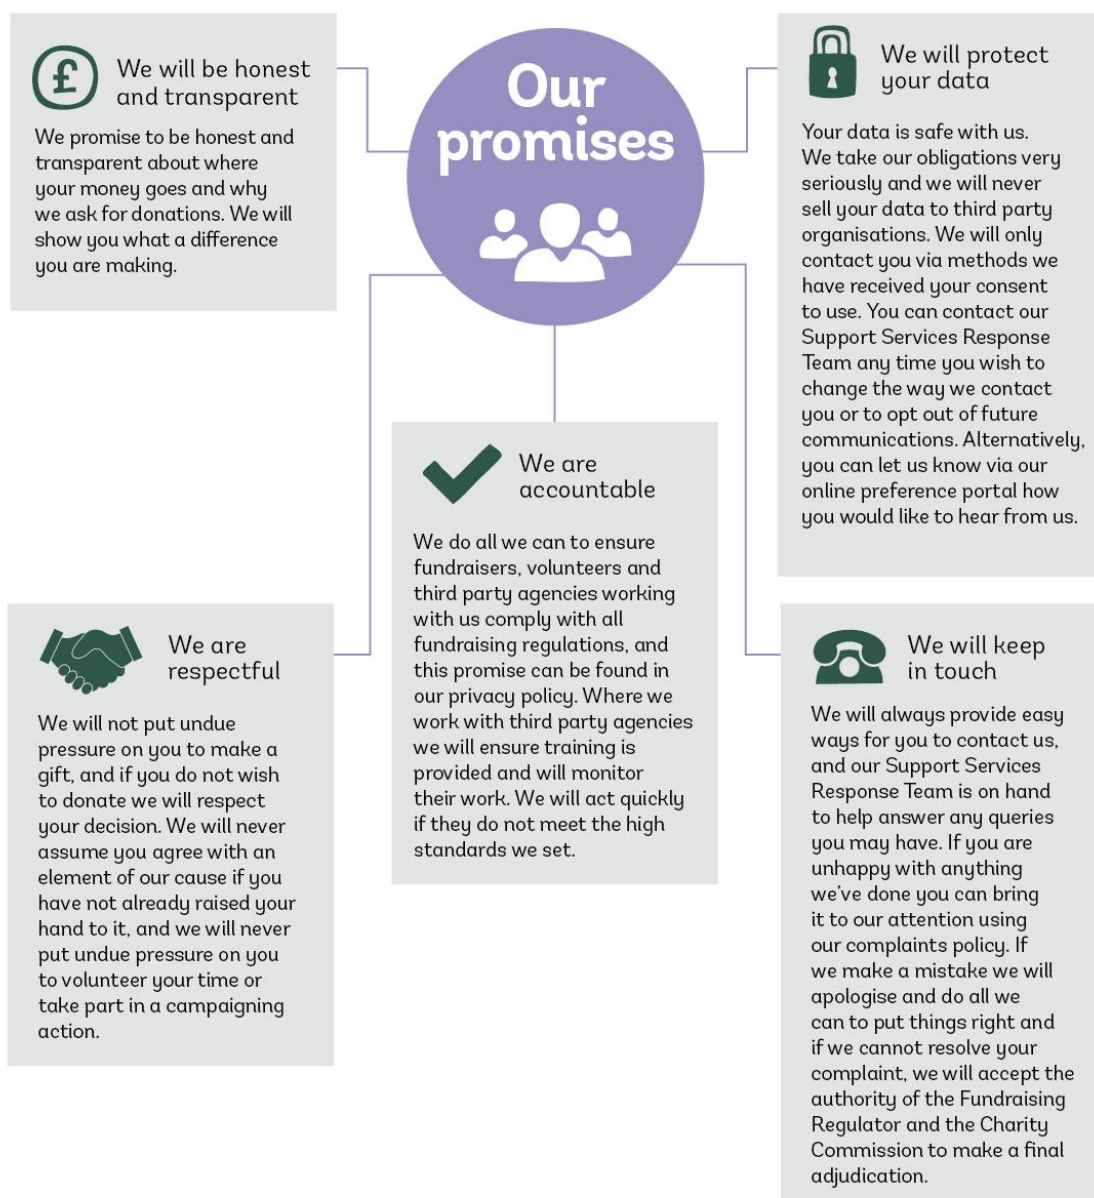 Our
promises
£
We will be honest
and transparent
We promise to be honest and
transparent about where
your money goes and why
we ask for donations. We will
show you what a difference
you are making.
We will protect
your data
Your data is safe with us.
We take our obligations very
seriously and we will never
sell your data to third party
organisations. We will only
contact you via methods we
have received your consent
to use. You can contact our
Support Services Response
Team any time you wish to
change the way we contact
you or to opt out of future
communications. Alternatively,
you can let us know via our
online preference portal how
you would like to hear from us.
We are
accountable
We do all we can to ensure
fundraisers, volunteers and
third party agencies working
with us comply with all
fundraising regulations, and
this promise can be found in
our privacy policy. Where we
work with third party agencies
we will ensure training is
provided and will monitor
their work. We will act quickly
if they do not meet the high
standards we set.
We are
respectful
We will not put undue
pressure on you to make a
gift, and if you do not wish
to donate we will respect
your decision. We will never
assume you agree with an
element of our cause if you
have not already raised your
hand to it, and we will never
put undue pressure on you
to volunteer your time or
take part in a campaigning
action.
We will keep
in touch
We will always provide easy
ways for you to contact us,
and our Support Services
Response Team is on hand
to help answer any queries
you may have. If you are
unhappy with anything
we've done you can bring
it to our attention using
our complaints policy. If
we make a mistake we will
apologise and do all we
can to put things right and
if we cannot resolve your
complaint, we will accept the
authority of the Fundraising
Regulator and the Charity
Commission to make a final
adjudication.